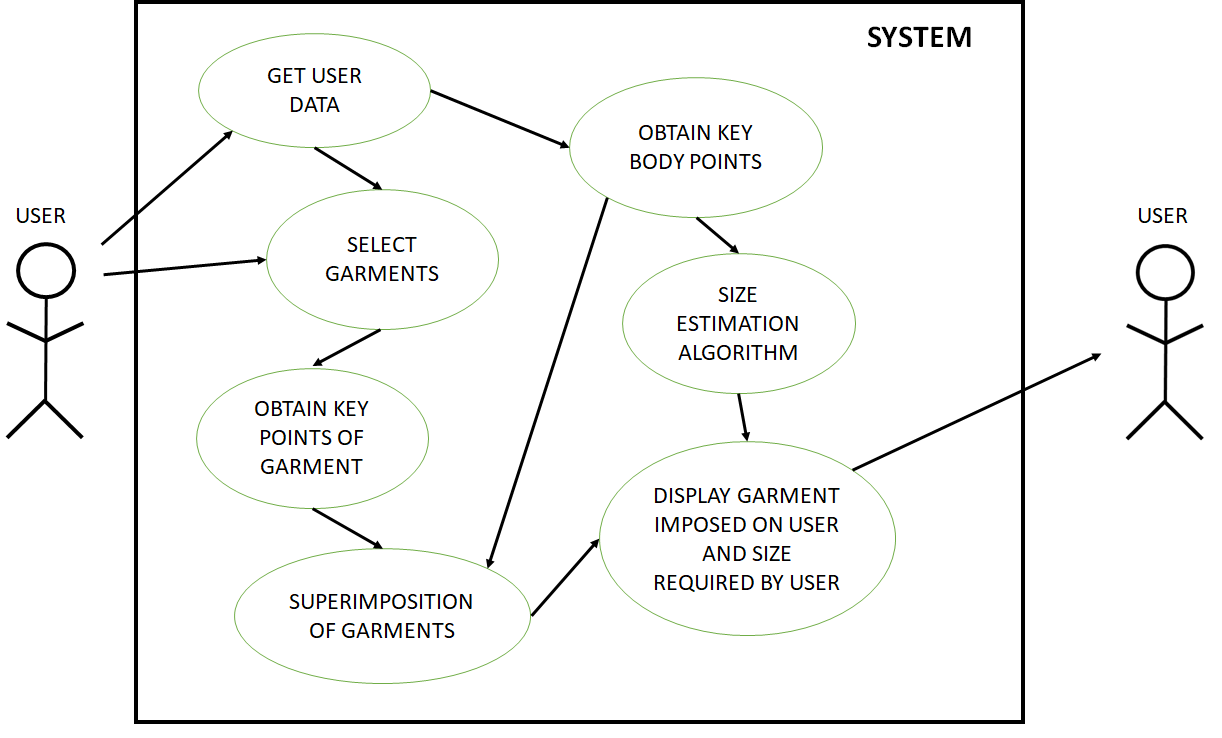 SYSTEM
GET USER
DATA
OBTAIN KEY
BODY POINTS
USER
USER
SELECT
GARMENTS
SIZE
ESTIMATION
ALGORITHM
OBTAIN KEY
POINTS OF
GARMENT
DISPLAY GARMENT
IMPOSED ON USER
AND SIZE
REQUIRED BY USER
SUPERIMPOSITION
OF GARMENTS